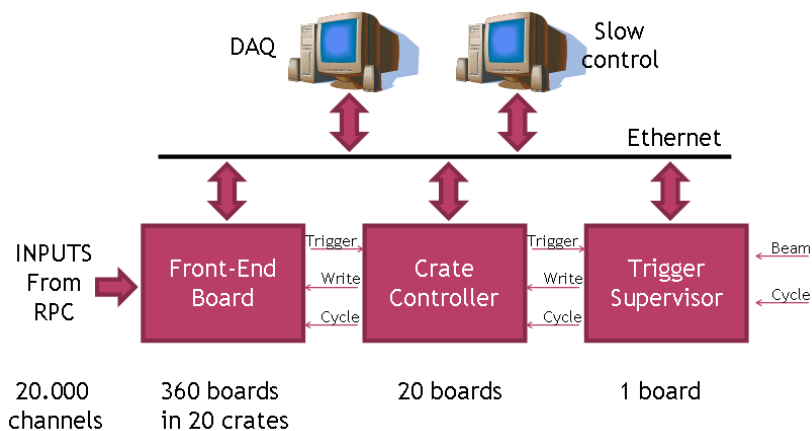 DAQ
Slow
control
Ethernet
INPUTS
From
RPC
Front-End
Board
Trigger
Write
Cycle
Crate
Controller
Trigger
Write
Cycle
Trigger
Supervisor
Beam
Cycle
20.000
channels
360 boards
in 20 crates
20 boards
1 board